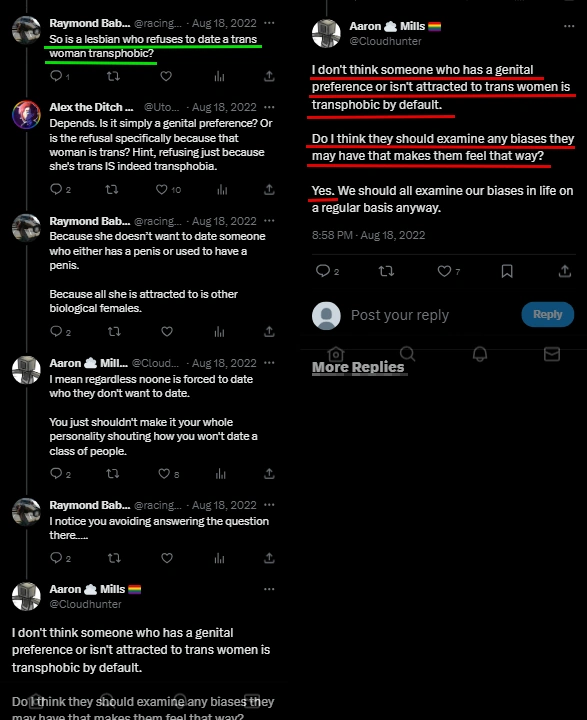 Raymond Bab... @racing... · Aug 18, 2022 ···
So is a lesbian who refuses to date a trans
woman transphobic?
1
Alex the Ditch ... @Uto... · Aug 18, 2022 ···
Depends. Is it simply a genital preference? Or
is the refusal specifically because that
woman is trans? Hint, refusing just because
she's trans IS indeed transphobia.
2 10
Raymond Bab... @racing... · Aug 18, 2022 ···
Because she doesn't want to date someone
who either has a penis or used to have a
penis.
Because all she is attracted to is other
biological females.
2
Aaron ☁️ Mill... @Cloud... · Aug 18, 2022 ···
I mean regardless noone is forced to date
who they don't want to date.
You just shouldn't make it your whole
personality shouting how you won't date a
class of people.
2 8
Raymond Bab... @racing... · Aug 18, 2022 ···
I notice you avoiding answering the question
there.....
2
Aaron ☁️ Mills 🏳️‍🌈 ···
@Cloudhunter
I don't think someone who has a genital
preference or isn't attracted to trans women is
transphobic by default.
Do I think they should examine any biases they
may have that makes them feel that way?
Aaron ☁️ Mills 🏳️‍🌈 ···
@Cloudhunter
I don't think someone who has a genital
preference or isn't attracted to trans women is
transphobic by default.
Do I think they should examine any biases they
may have that makes them feel that way?
Yes. We should all examine our biases in life on
a regular basis anyway.
8:58 PM · Aug 18, 2022
2 7
Post your reply Reply
More Replies